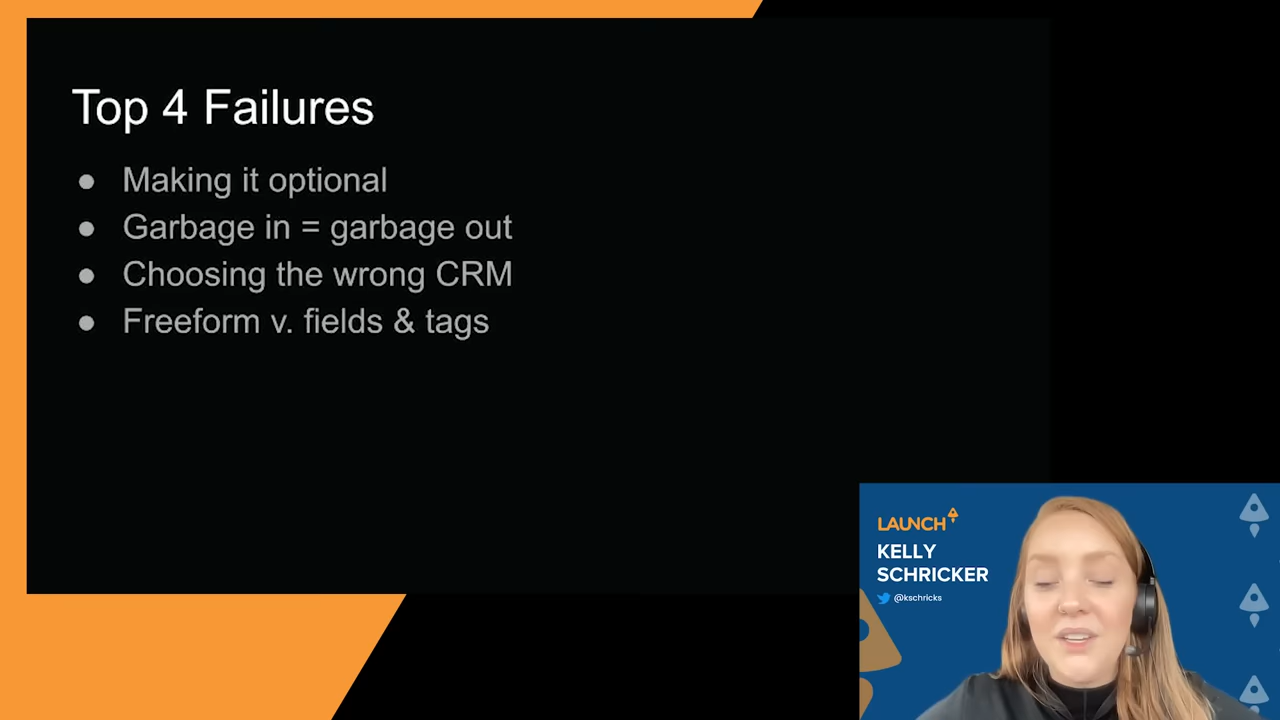 Top 4 Failures
● Making it optional
● Garbage in = garbage out
● Choosing the wrong CRM
● Freeform v. fields & tags
LAUNCH
KELLY
SCHRICKER
@kschricks